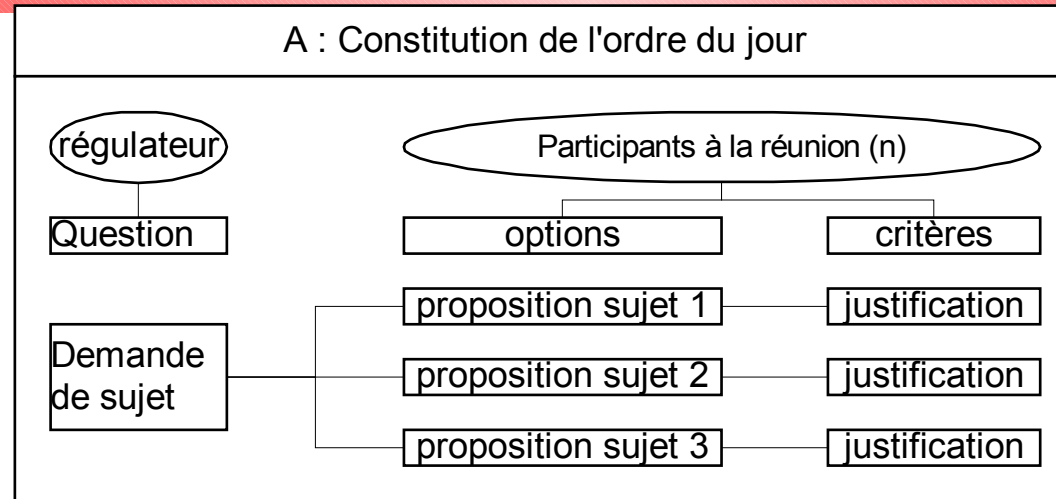 A : Constitution de l'ordre du jour
régulateur
Participants à la réunion (n)
Question
options
critères
Demande
de sujet
proposition sujet 1
justification
proposition sujet 2
justification
proposition sujet 3
justification